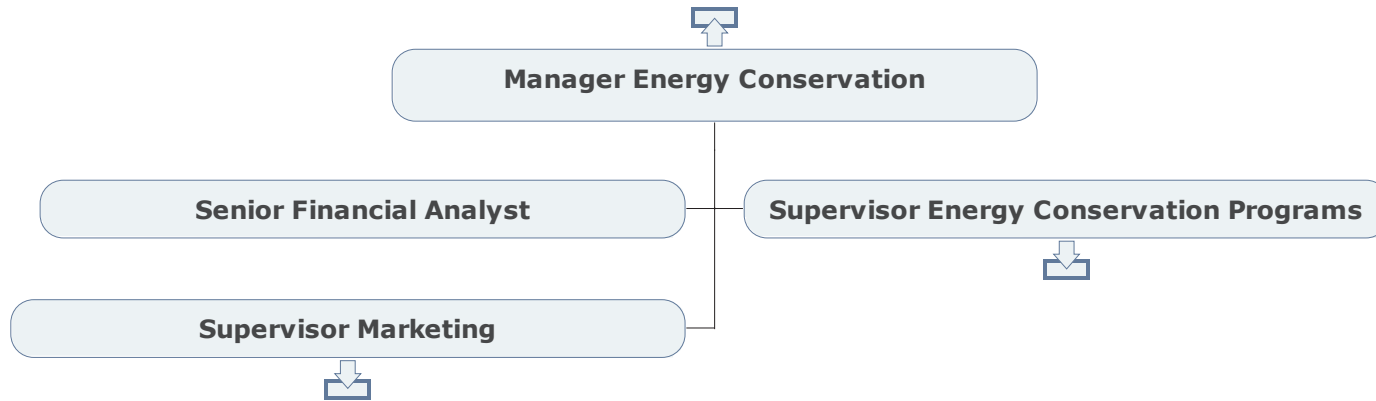 Manager Energy Conservation
Senior Financial Analyst
Supervisor Energy Conservation Programs
Supervisor Marketing